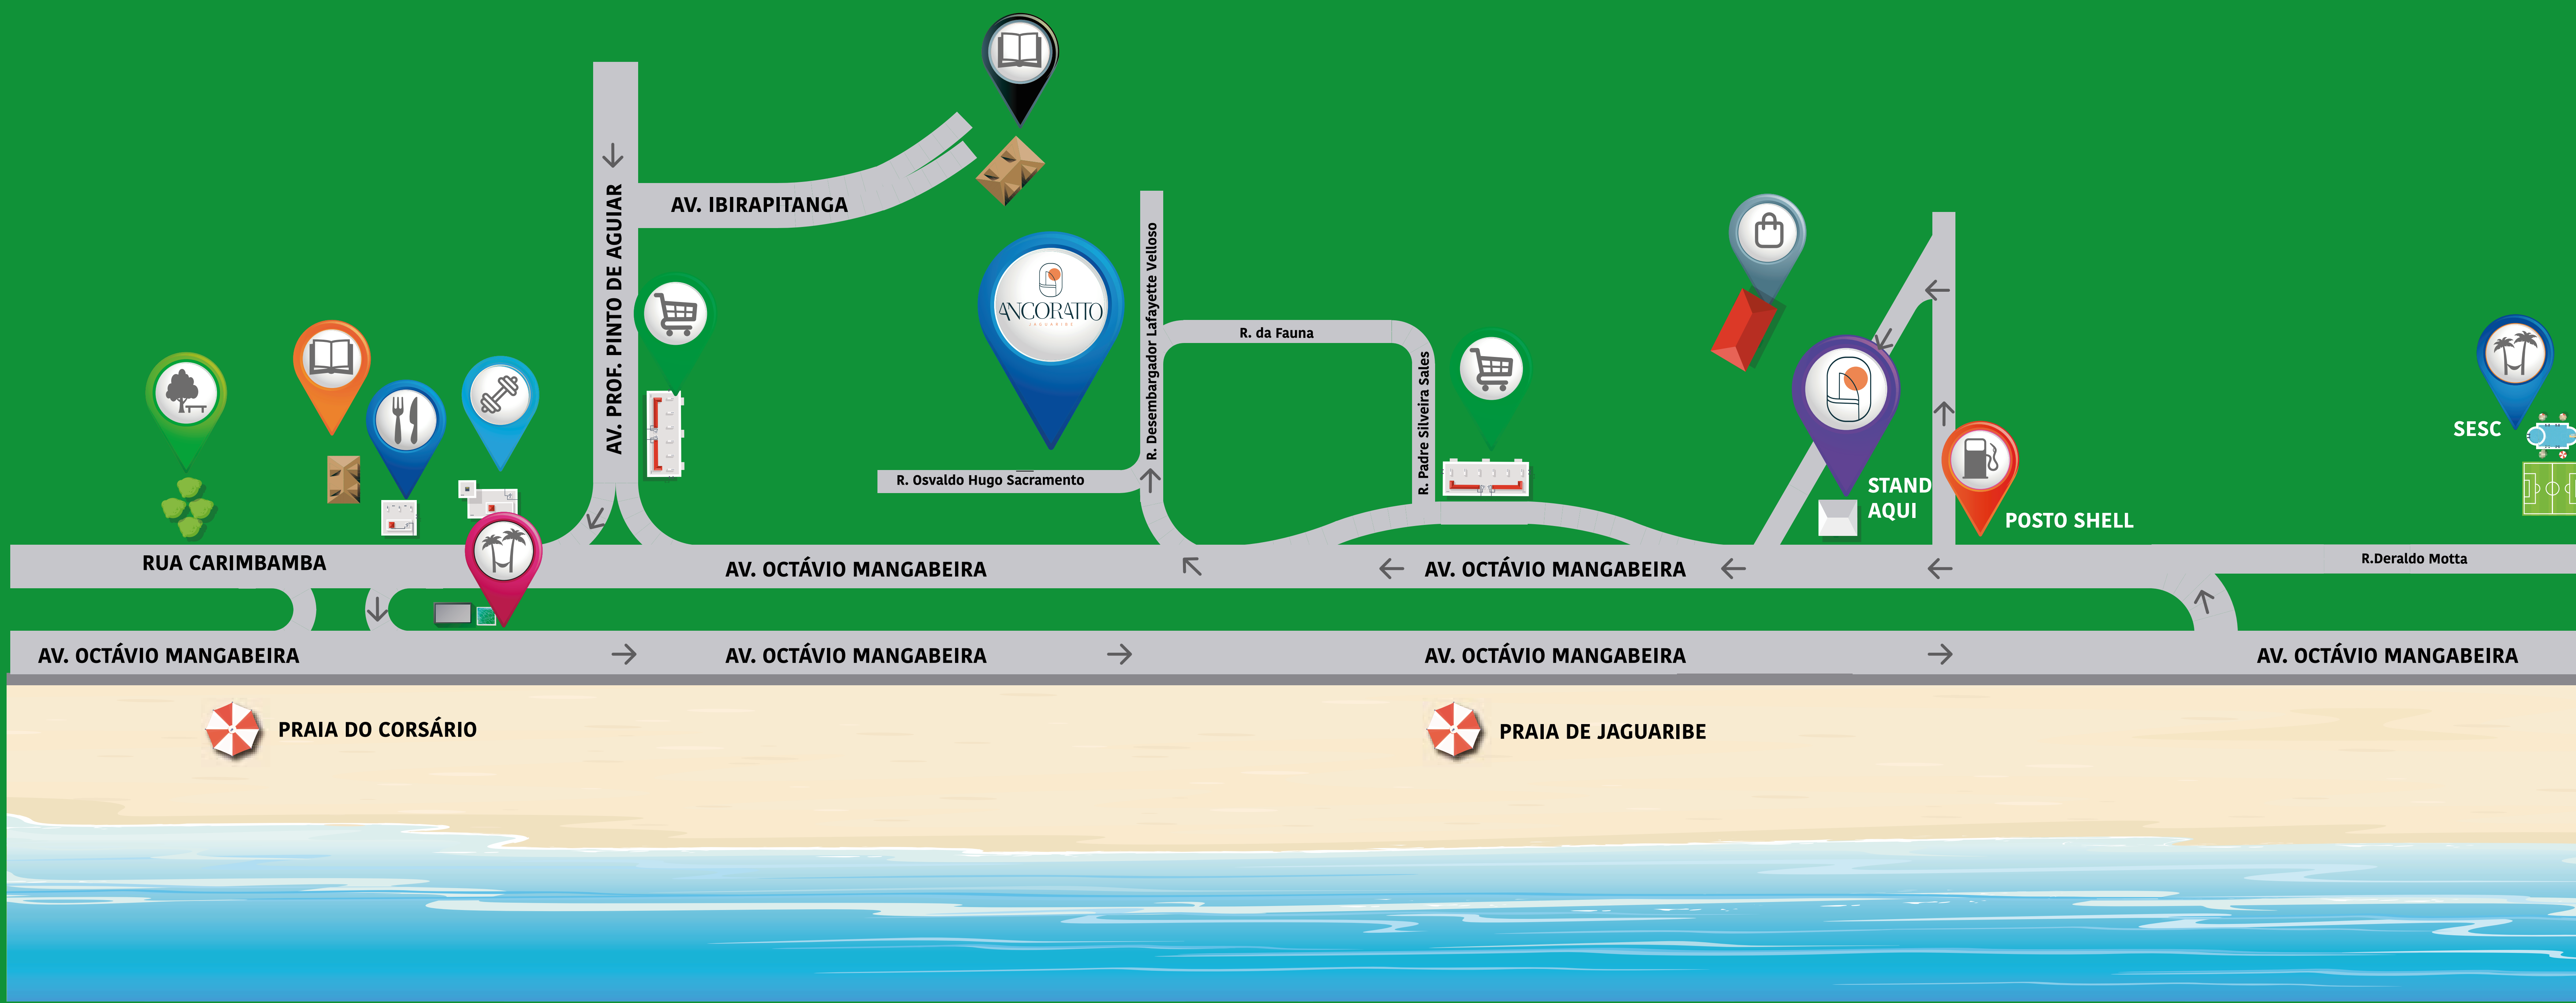 AV. IBIRAPITANGA
AV. PROF. PINTO DE AGUIAR
ANCORATTO
JAGUARIBE
R. Desembargador Lafayette Velloso
R. da Fauna
R. Padre Silveira Sales
R. Osvaldo Hugo Sacramento
SESC
STAND
AQUI
POSTO SHELL
RUA CARIMBAMBA
AV. OCTÁVIO MANGABEIRA
AV. OCTÁVIO MANGABEIRA
R.Deraldo Motta
AV. OCTÁVIO MANGABEIRA
AV. OCTÁVIO MANGABEIRA
AV. OCTÁVIO MANGABEIRA
AV. OCTÁVIO MANGABEIRA
PRAIA DO CORSÁRIO
PRAIA DE JAGUARIBE